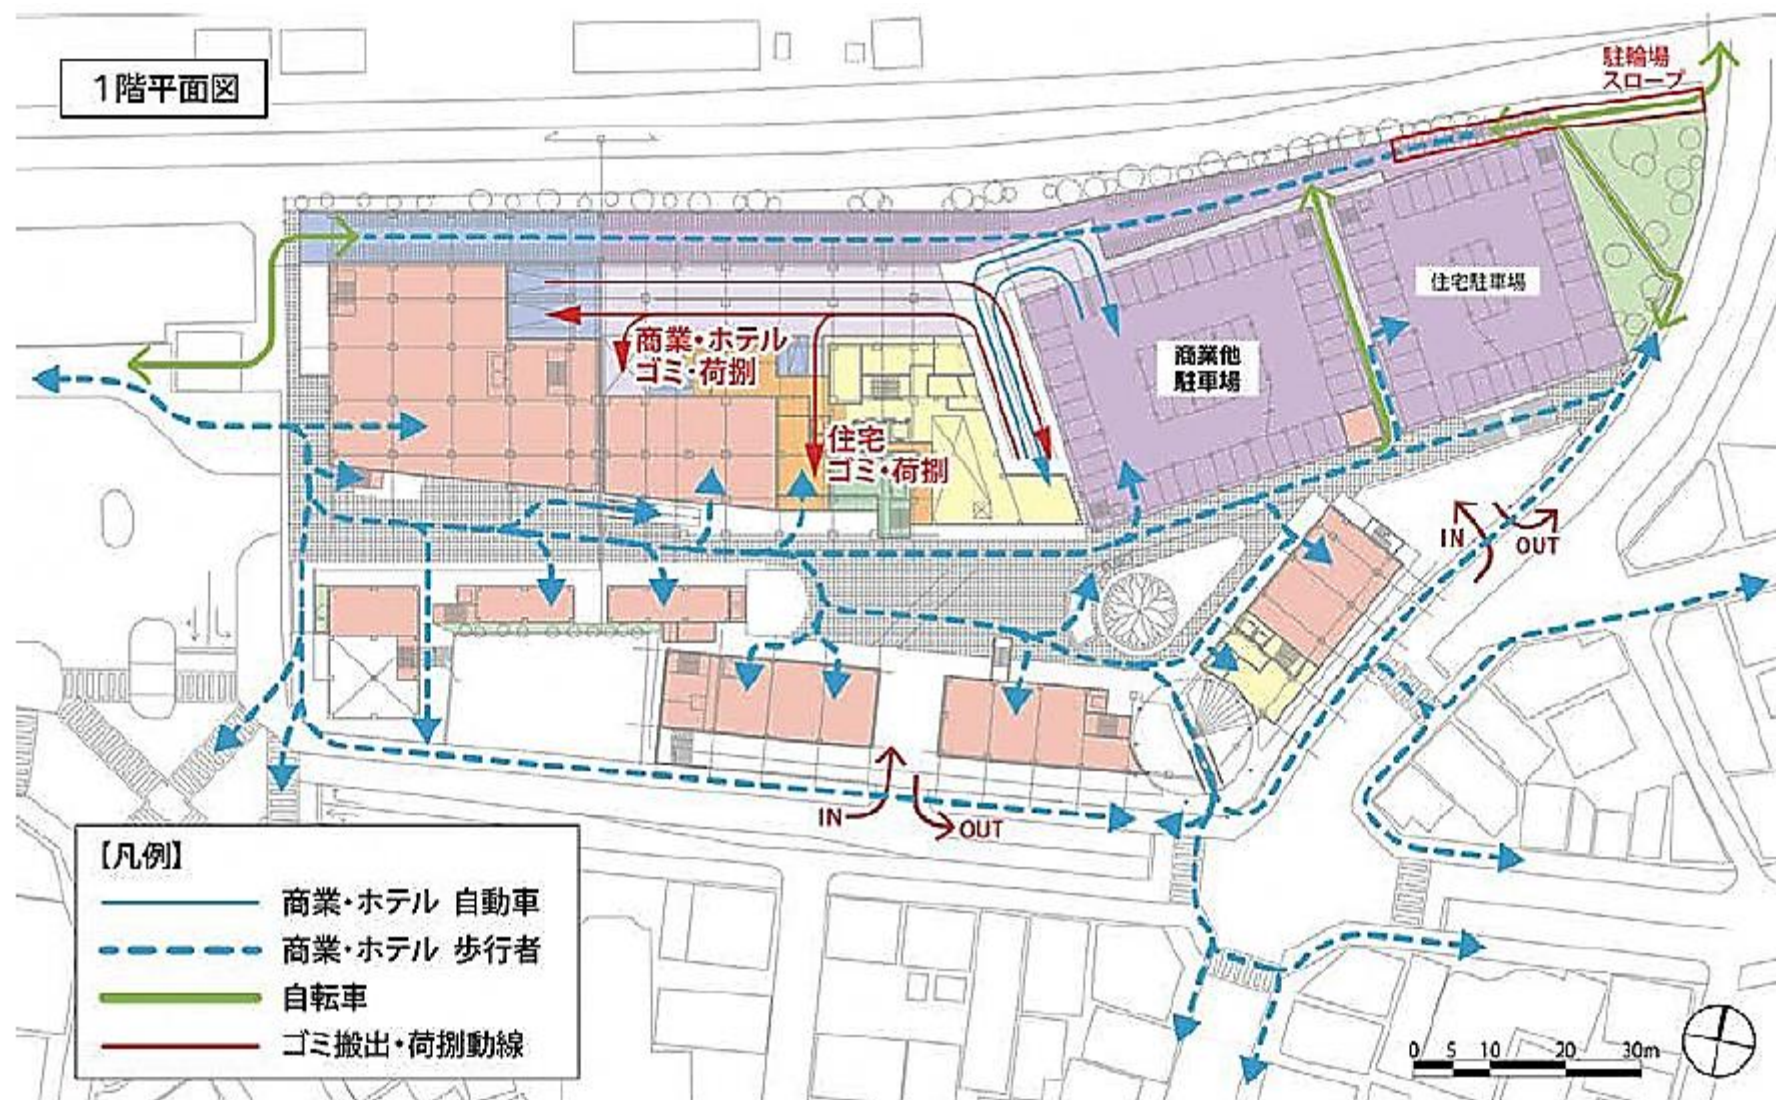 1階平面図
駐輪場
スロープ
住宅駐車場
商業・ホテル
ゴミ・荷捌
商業他
駐車場
住宅
ゴミ・荷捌
IN
OUT
IN
OUT
【凡例】
商業・ホテル 自動車
商業・ホテル 歩行者
自転車
ゴミ搬出・荷捌動線
0 5 10 20 30m